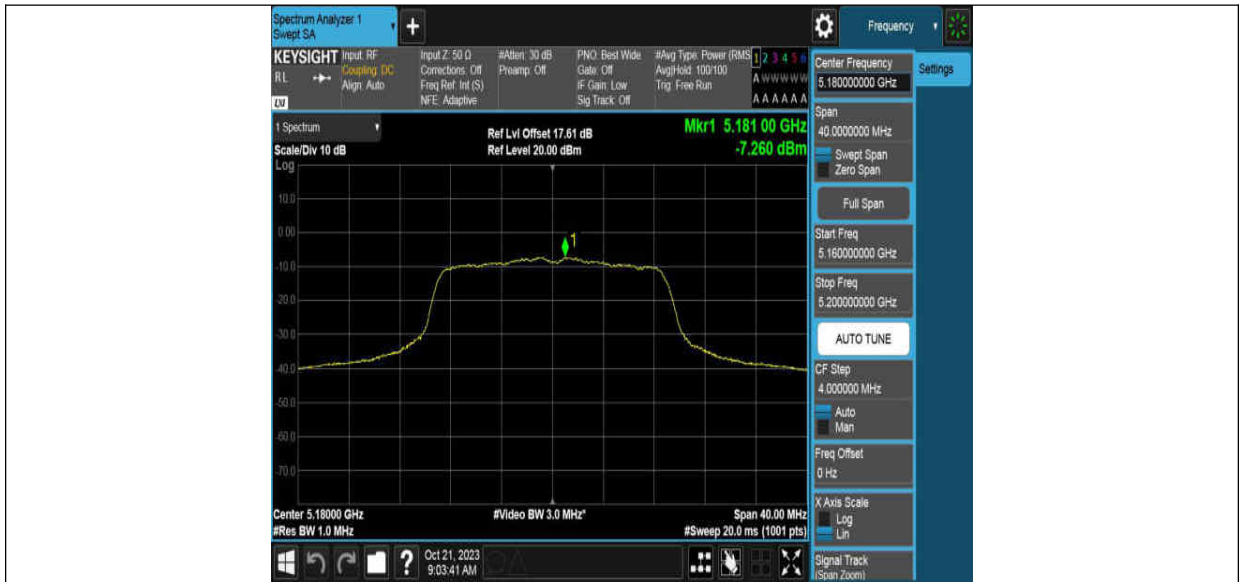 Spectrum Analyzer 1
Swept SA
+
Frequency
KEYSIGHT
RL
LXI
Input: RF
Coupling: DC
Align: Auto
Input Z: 50 Ω
Corrections: Off
Freq Ref: Int (S)
NFE: Adaptive
#Atten: 30 dB
Preamp: Off
PNO: Best Wide
Gate: Off
IF Gain: Low
Sig Track: Off
#Avg Type: Power (RMS
Avg|Hold: 100/100
Trig: Free Run
1 2 3 4 5 6
A W W W W W
A A A A A A
1 Spectrum
Scale/Div 10 dB
Log
Ref Lvl Offset 17.61 dB
Ref Level 20.00 dBm
Mkr1 5.181 00 GHz
-7.260 dBm
1
10.0
0.00
-10.0
-20.0
-30.0
-40.0
-50.0
-60.0
-70.0
Center 5.18000 GHz
#Res BW 1.0 MHz
#Video BW 3.0 MHz*
Span 40.00 MHz
#Sweep 20.0 ms (1001 pts)
?
Oct 21, 2023
9:03:41 AM
Center Frequency
5.180000000 GHz
Settings
Span
40.0000000 MHz
Swept Span
Zero Span
Full Span
Start Freq
5.160000000 GHz
Stop Freq
5.200000000 GHz
AUTO TUNE
CF Step
4.000000 MHz
Auto
Man
Freq Offset
0 Hz
X Axis Scale
Log
Lin
Signal Track
(Span Zoom)